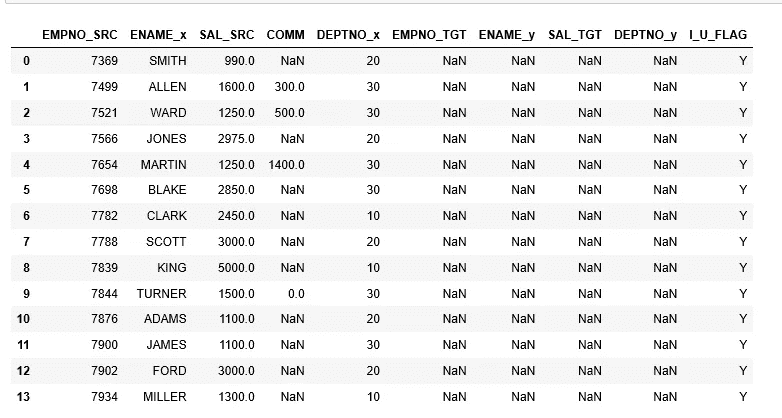 EMPNO_SRC ENAME_x SAL_SRC COMM DEPTNO_x EMPNO_TGT ENAME_y SAL_TGT DEPTNO_y I_U_FLAG
0 7369 SMITH 990.0 NaN 20 NaN NaN NaN NaN Y
1 7499 ALLEN 1600.0 300.0 30 NaN NaN NaN NaN Y
2 7521 WARD 1250.0 500.0 30 NaN NaN NaN NaN Y
3 7566 JONES 2975.0 NaN 20 NaN NaN NaN NaN Y
4 7654 MARTIN 1250.0 1400.0 30 NaN NaN NaN NaN Y
5 7698 BLAKE 2850.0 NaN 30 NaN NaN NaN NaN Y
6 7782 CLARK 2450.0 NaN 10 NaN NaN NaN NaN Y
7 7788 SCOTT 3000.0 NaN 20 NaN NaN NaN NaN Y
8 7839 KING 5000.0 NaN 10 NaN NaN NaN NaN Y
9 7844 TURNER 1500.0 0.0 30 NaN NaN NaN NaN Y
10 7876 ADAMS 1100.0 NaN 20 NaN NaN NaN NaN Y
11 7900 JAMES 1100.0 NaN 30 NaN NaN NaN NaN Y
12 7902 FORD 3000.0 NaN 20 NaN NaN NaN NaN Y
13 7934 MILLER 1300.0 NaN 10 NaN NaN NaN NaN Y